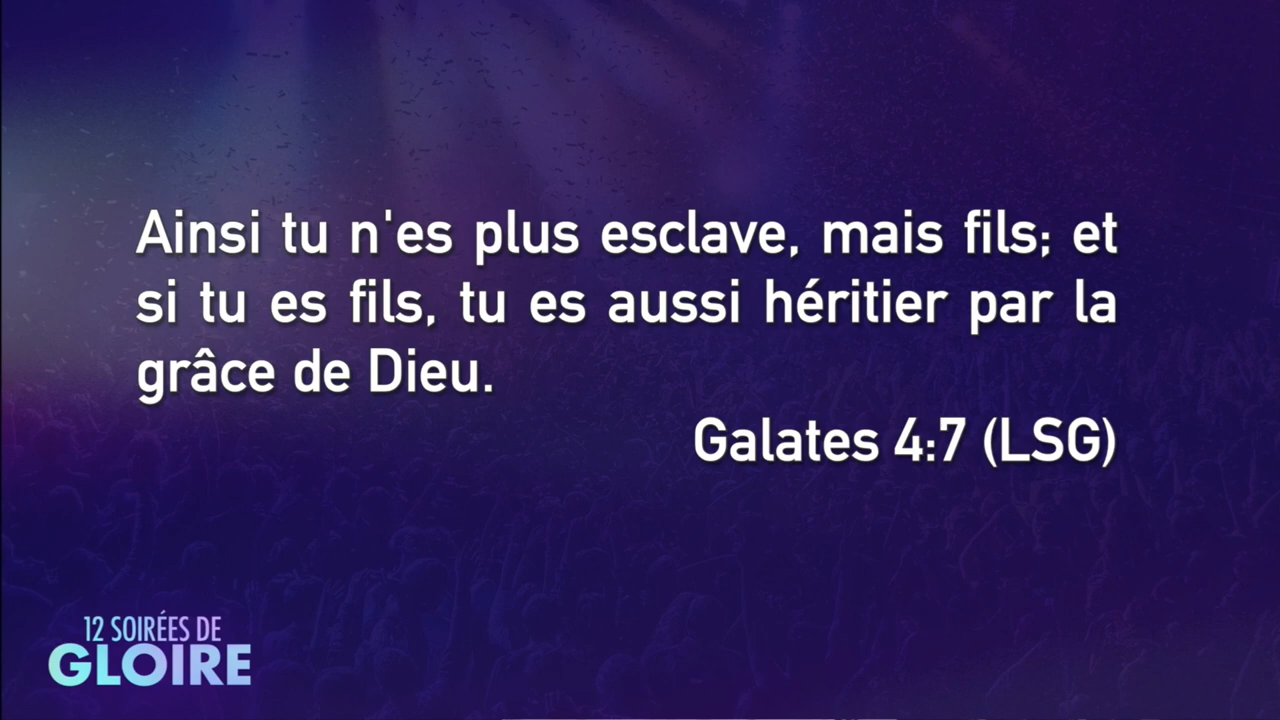 Ainsi tu n'es plus esclave, mais fils; et
si tu es fils, tu es aussi héritier par la
grâce de Dieu.
Galates 4:7 (LSG)
12 SOIRÉES DE
GLOIRE